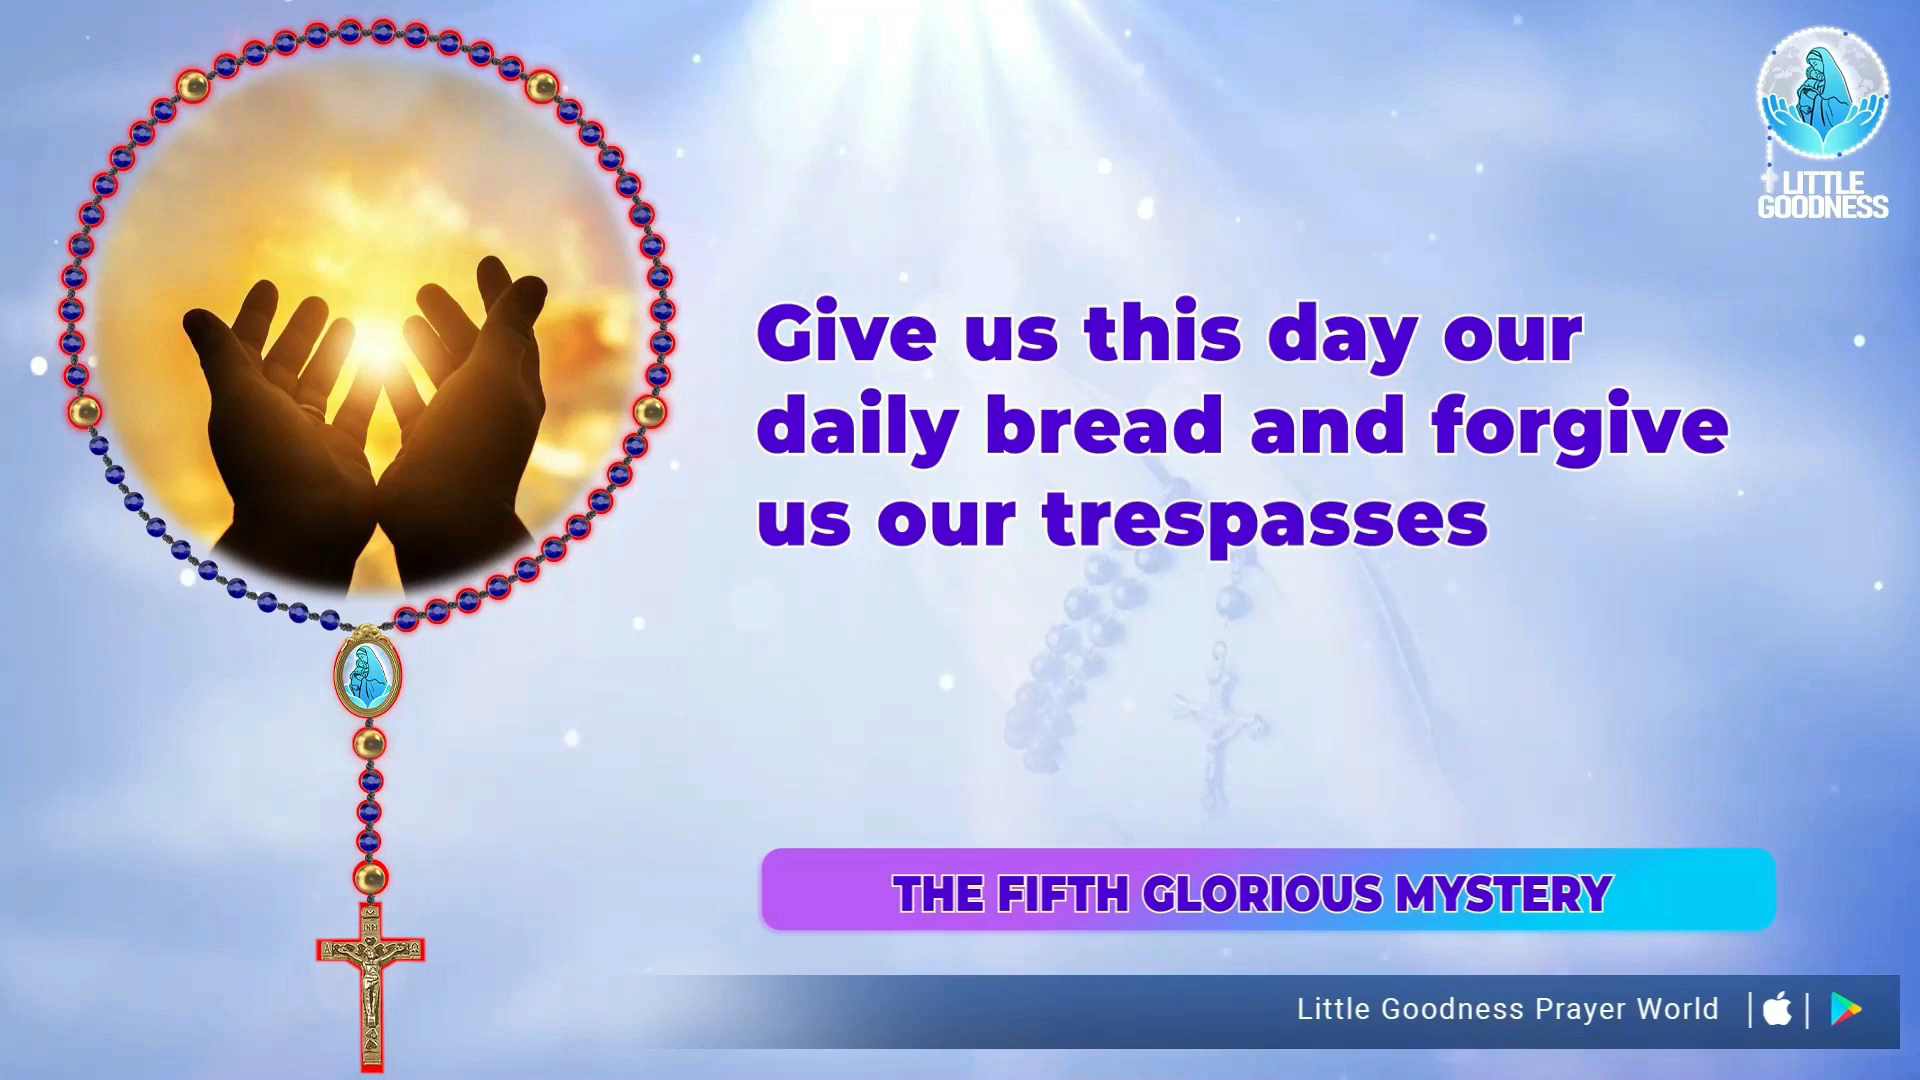 LITTLE
GOODNESS
Give us this day our
daily bread and forgive
us our trespasses
INRI
THE FIFTH GLORIOUS MYSTERY
Little Goodness Prayer World